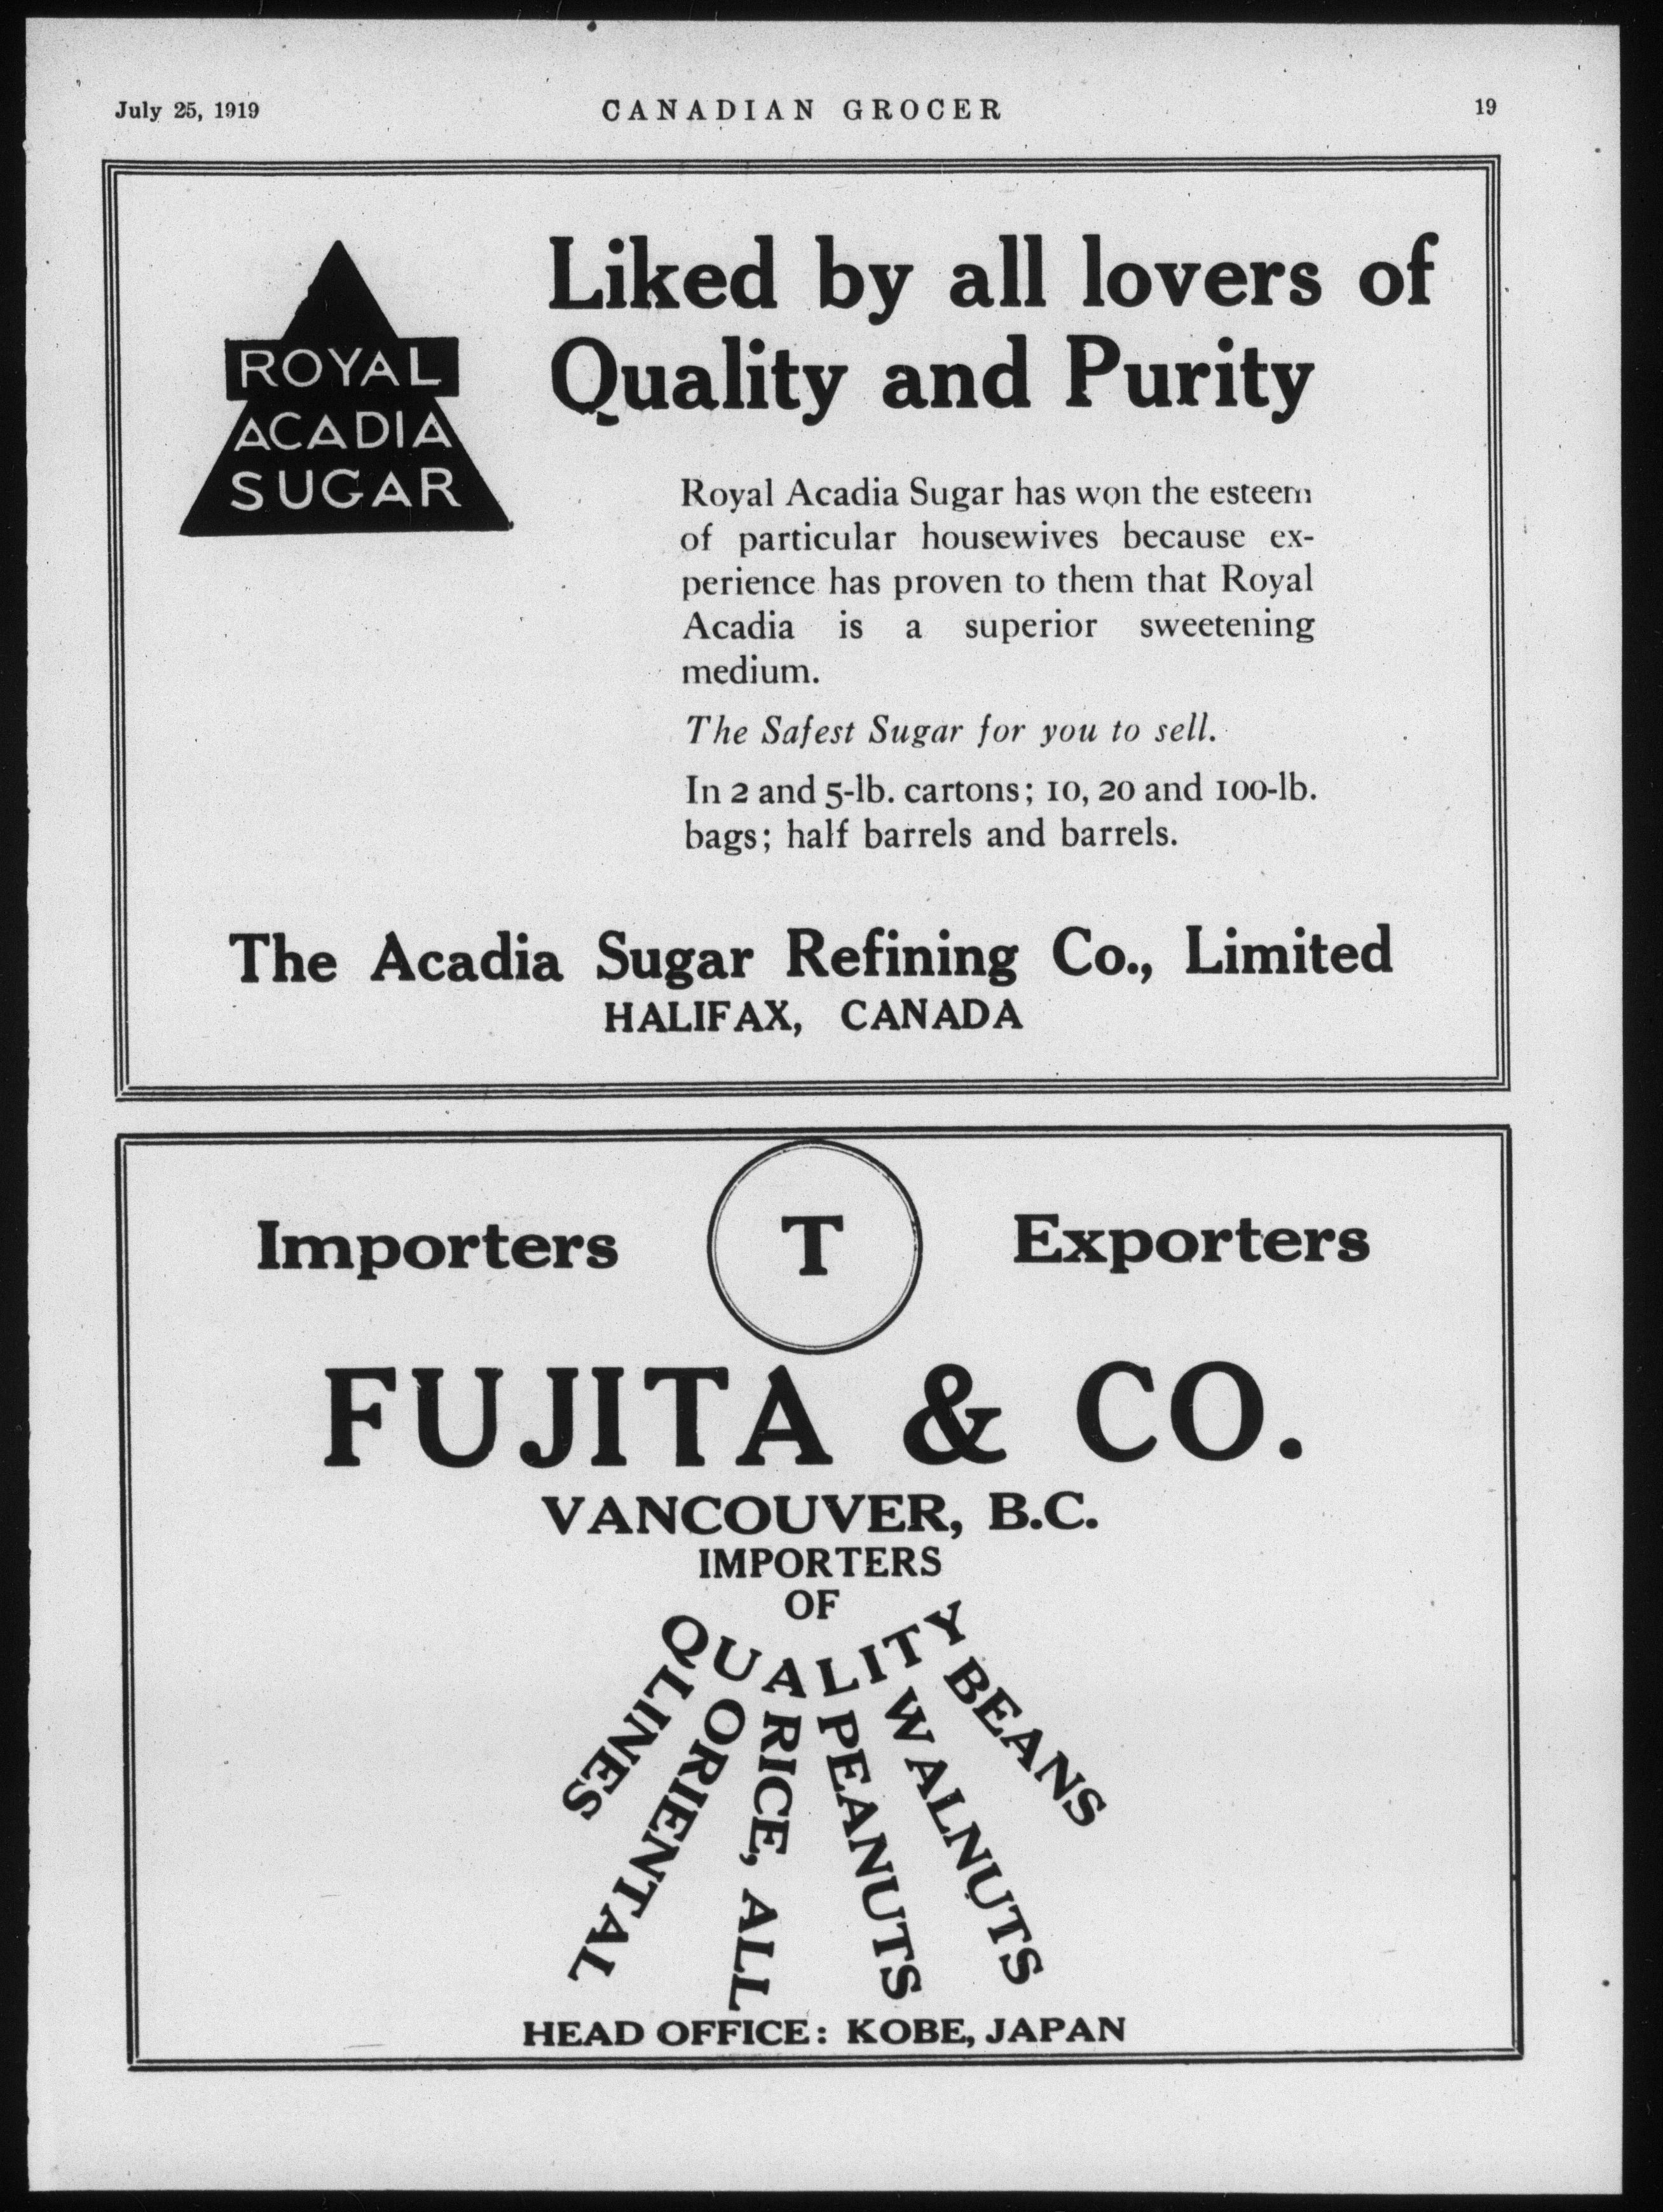 July 25, 1919
CANADIAN GROCER
19
ROYAL
ACADIA
SUGAR
Liked by all lovers of
Quality and Purity
Royal Acadia Sugar has won the esteem
of particular housewives because ex-
perience has proven to them that Royal
Acadia is a superior sweetening
medium.
The Safest Sugar for you to sell.
In 2 and 5-lb. cartons; 10, 20 and 100-lb.
bags; half barrels and barrels.
The Acadia Sugar Refining Co., Limited
HALIFAX, CANADA
Importers
T
Exporters
FUJITA & CO.
VANCOUVER, B.C.
IMPORTERS
OF
QUALITY
BEANS
WALNUTS
PEANUTS
RICE, ALL
ORIENTAL
LINES
HEAD OFFICE: KOBE, JAPAN